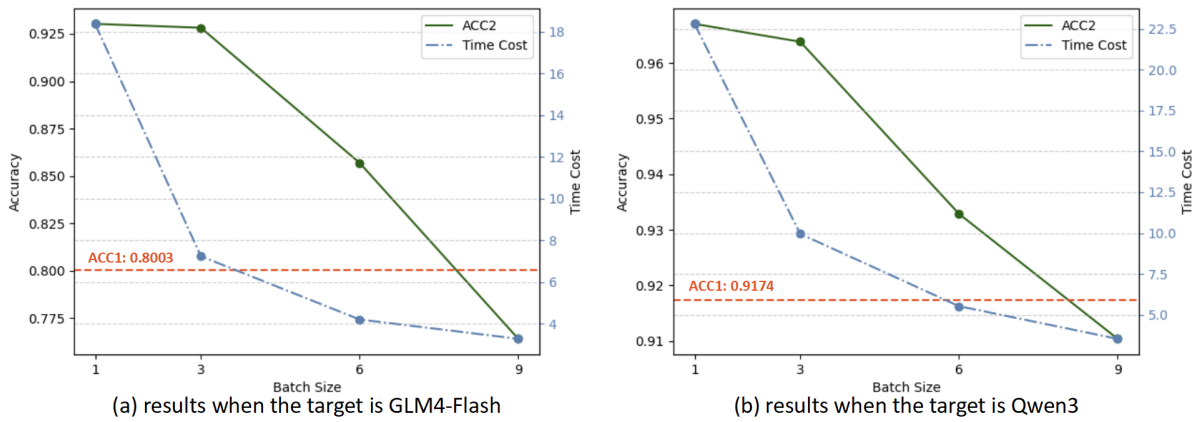 0.925
0.900
0.875
0.850
0.825
0.800
0.775
Accuracy
ACC1: 0.8003
ACC2
Time Cost
18
16
14
12
10
8
6
4
Time Cost
1 3 6 9
Batch Size
(a) results when the target is GLM4-Flash
0.96
0.95
0.94
0.93
0.92
0.91
Accuracy
ACC1: 0.9174
ACC2
Time Cost
22.5
20.0
17.5
15.0
12.5
10.0
7.5
5.0
Time Cost
1 3 6 9
Batch Size
(b) results when the target is Qwen3